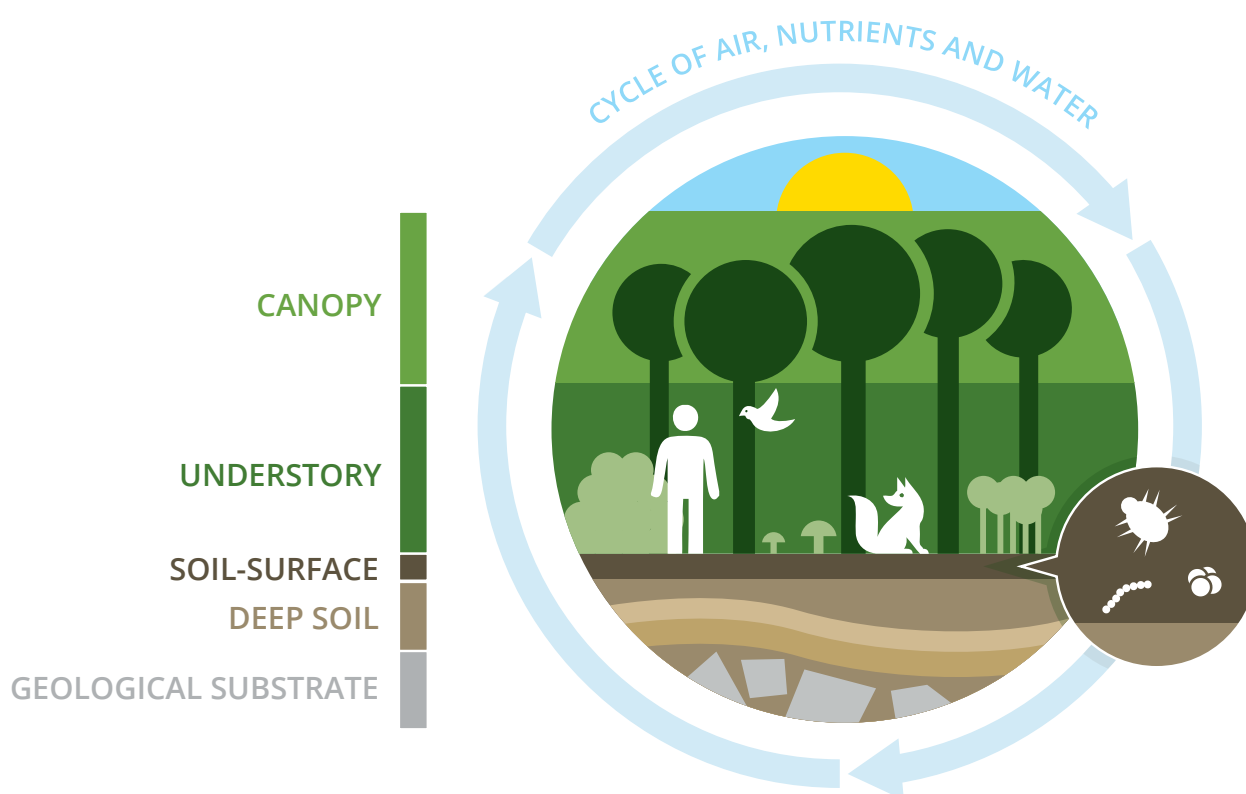 CYCLE OF AIR, NUTRIENTS AND WATER
CANOPY
UNDERSTORY
SOIL-SURFACE
DEEP SOIL
GEOLOGICAL SUBSTRATE